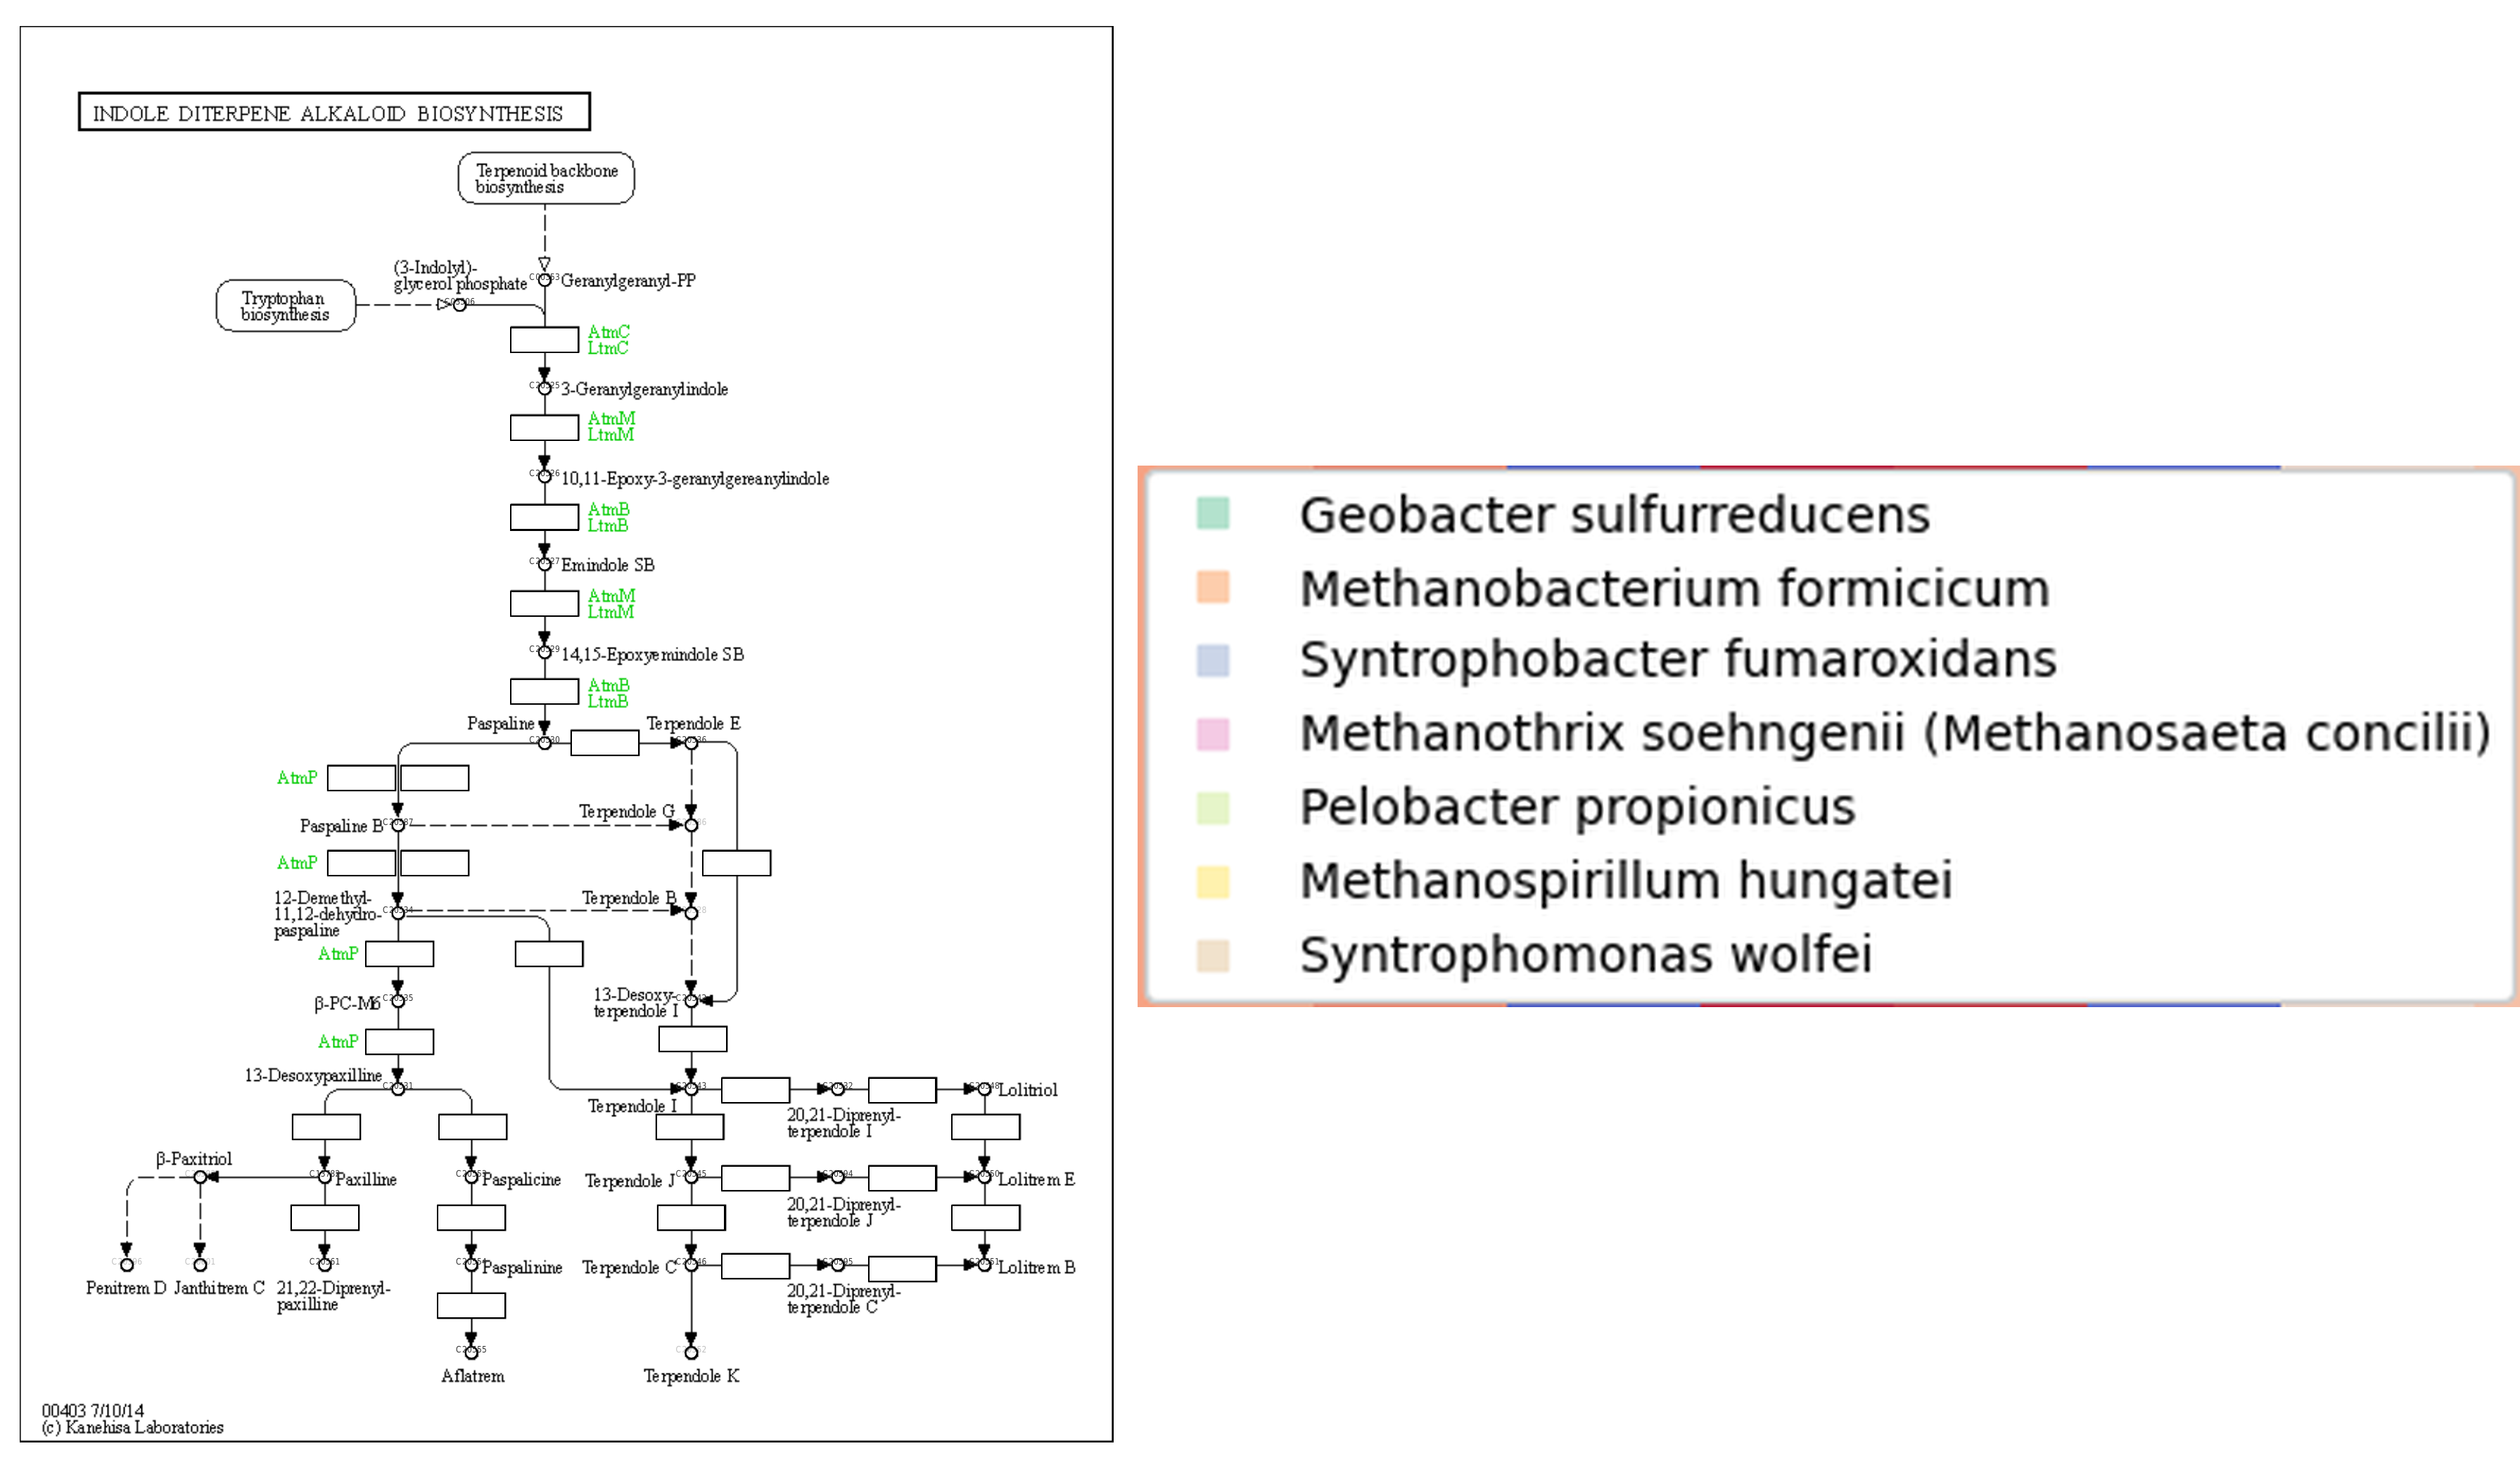 INDOLE DITERPENE ALKALOID BIOSYNTHESIS
Terpenoid backbone
biosynthesis
(3-Indolyl)-
glycerol phosphate
Geranylgeranyl-PP
Tryptophan
biosynthesis
AtmC
LtmC
3-Geranylgeranylindole
AtmM
LtmM
10,11-Epoxy-3-geranylgereanylindole
AtmB
LtmB
Emindole SB
AtmM
LtmM
14,15-Epoxyemindole SB
AtmB
LtmB
Paspaline
Terpendole E
AtmP
Terpendole G
Paspaline B
AtmP
12-Demethyl-
11,12-dehydro-
paspaline
Terpendole B
AtmP
β-PC-M6
13-Desoxy-
terpendole I
AtmP
13-Desoxypaxilline
Terpendole I
20,21-Diprenyl-
terpendole I
Lolitriol
β-Paxitriol
Paxilline
Paspalicine
Terpendole J
20,21-Diprenyl-
terpendole J
Lolitrem E
Penitrem D
Janthitrem C
21,22-Diprenyl-
paxilline
Paspalinine
Terpendole C
20,21-Diprenyl-
terpendole C
Lolitrem B
Aflatrem
Terpendole K
00403 7/10/14
(c) Kanehisa Laboratories
Geobacter sulfurreducens
Methanobacterium formicicum
Syntrophobacter fumaroxidans
Methanothrix soehngenii (Methanosaeta concilii)
Pelobacter propionicus
Methanospirillum hungatei
Syntrophomonas wolfei